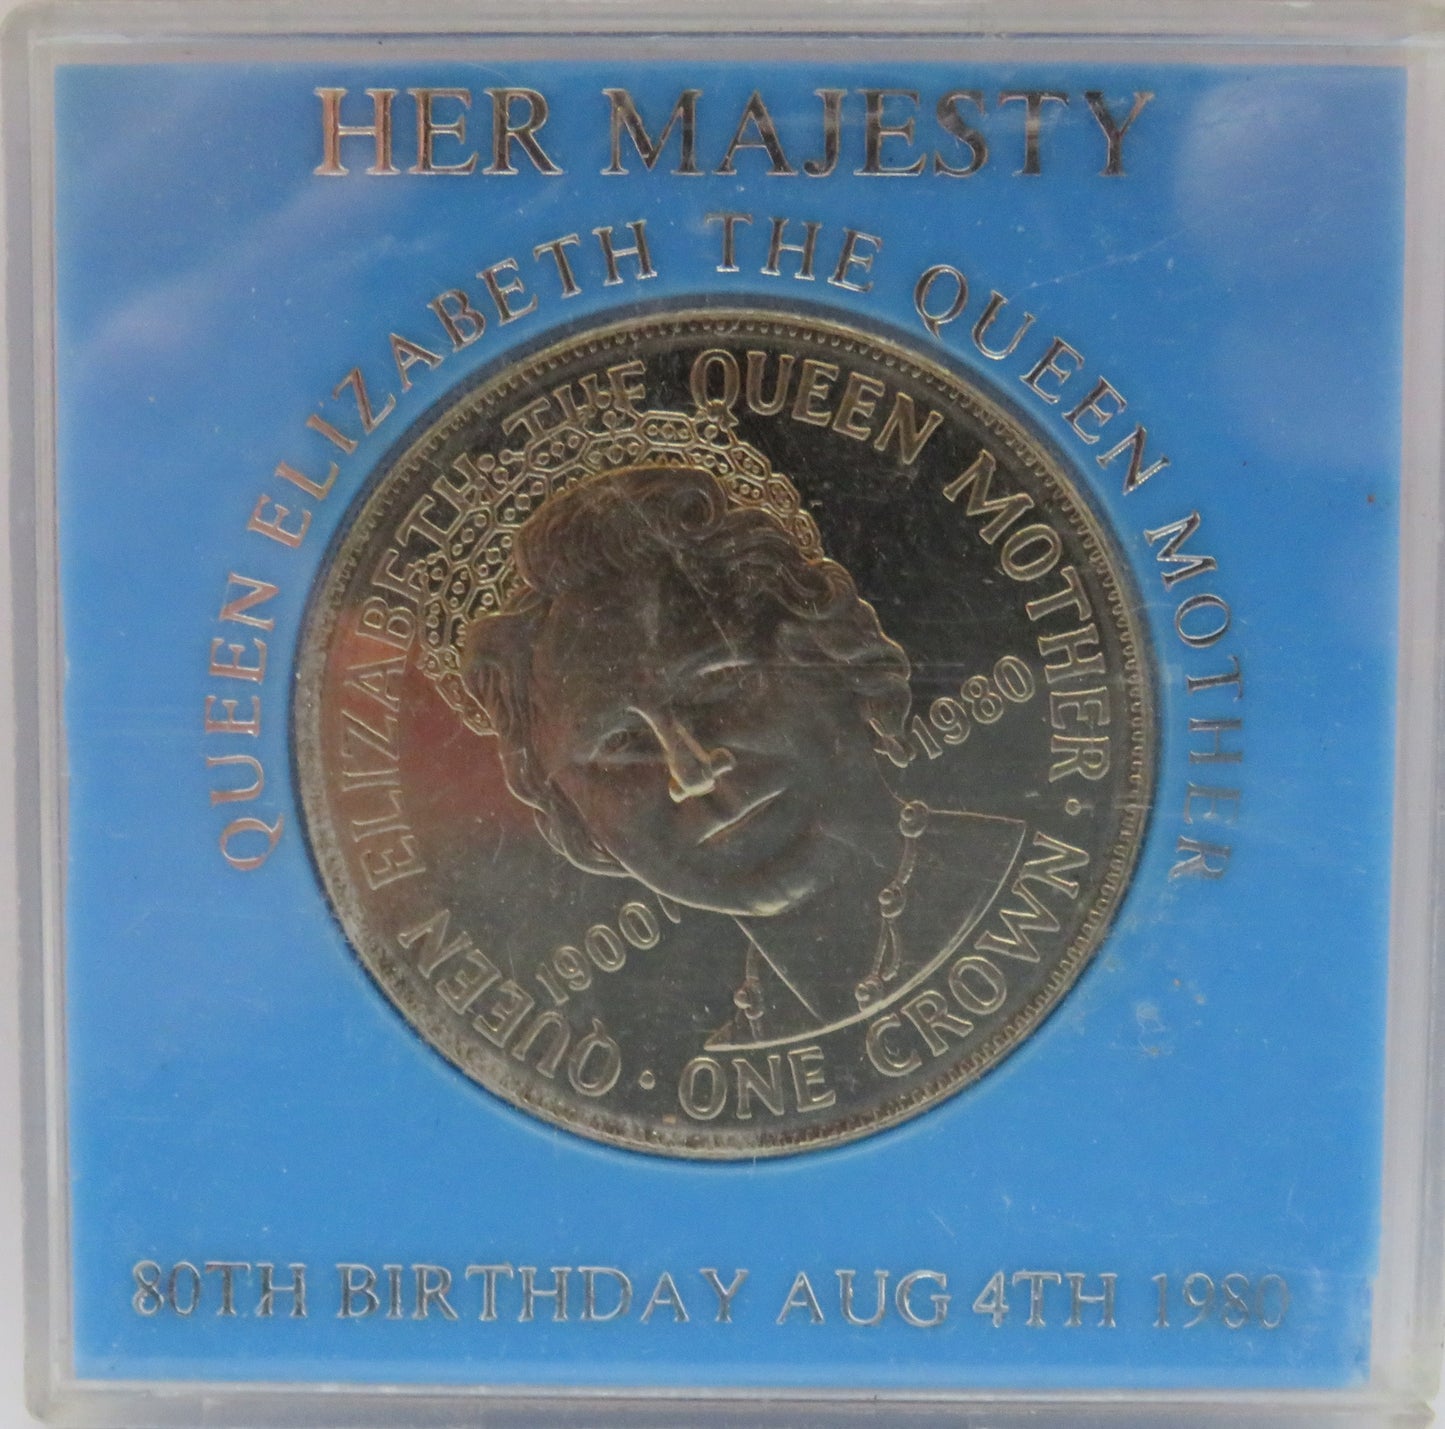 HER MAJESTY
QUEEN ELIZABETH THE QUEEN MOTHER
QUEEN ELIZABETH THE QUEEN MOTHER · ONE CROWN ·
1900
1980
80TH BIRTHDAY AUG 4TH 1980